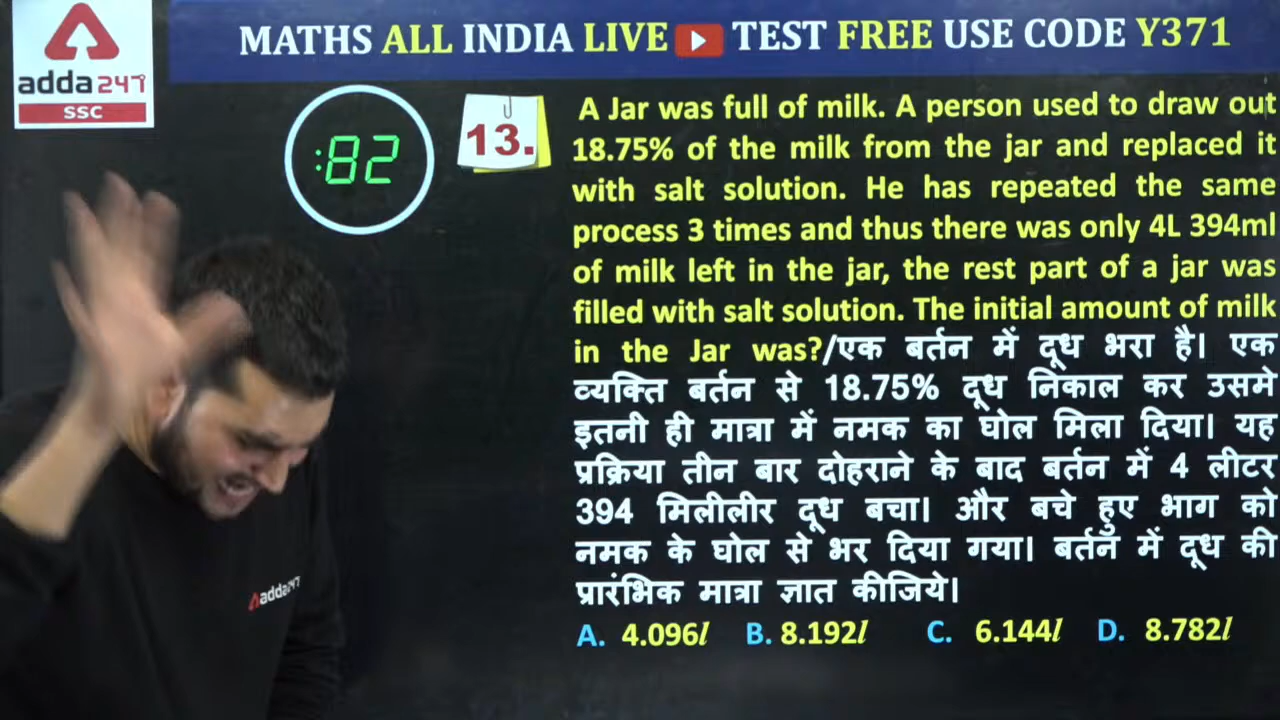 MATHS ALL INDIA LIVE TEST FREE USE CODE Y371
adda247
SSC
:82
13.
A Jar was full of milk. A person used to draw out
18.75% of the milk from the jar and replaced it
with salt solution. He has repeated the same
process 3 times and thus there was only 4L 394ml
of milk left in the jar, the rest part of a jar was
filled with salt solution. The initial amount of milk
in the Jar was?/एक बर्तन में दूध भरा है। एक
व्यक्ति बर्तन से 18.75% दूध निकाल कर उसमे
इतनी ही मात्रा में नमक का घोल मिला दिया। यह
प्रक्रिया तीन बार दोहराने के बाद बर्तन में 4 लीटर
394 मिलीलीर दूध बचा। और बचे हुए भाग को
नमक के घोल से भर दिया गया। बर्तन में दूध की
प्रारंभिक मात्रा ज्ञात कीजिये।
A. 4.096l B. 8.192l C. 6.144l D. 8.782l
adda247